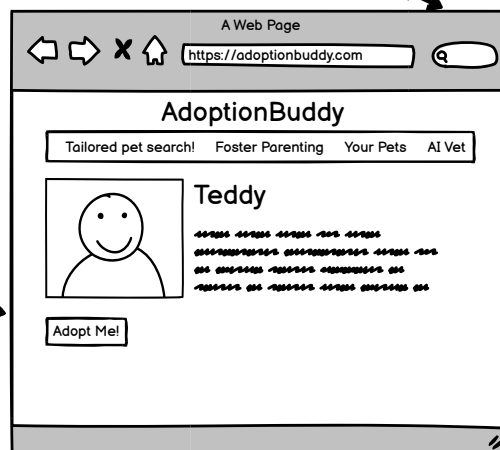 A Web Page
https://adoptionbuddy.com
AdoptionBuddy
Tailored pet search! Foster Parenting Your Pets AI Vet
Teddy
Adopt Me!